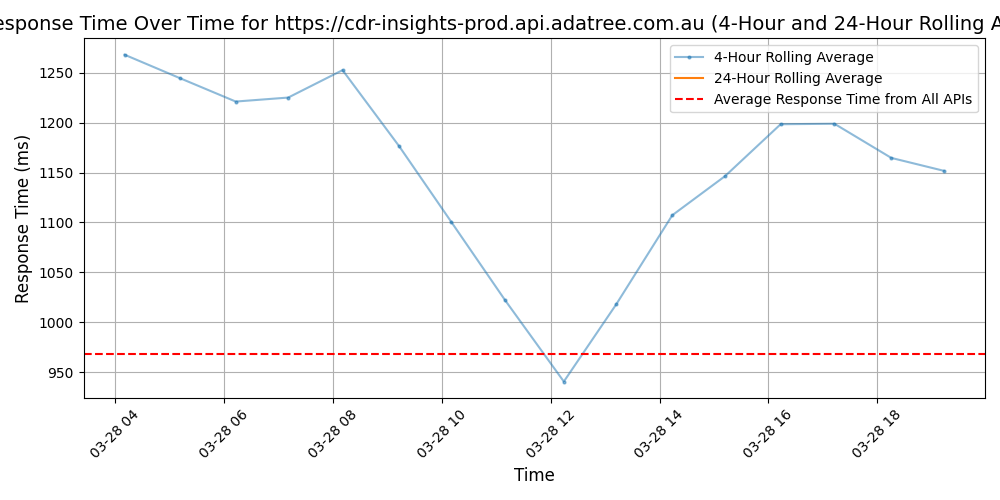 esponse Time Over Time for https://cdr-insights-prod.api.adatree.com.au (4-Hour and 24-Hour Rolling A
4-Hour Rolling Average
24-Hour Rolling Average
Average Response Time from All APIs
Response Time (ms)
1250
1200
1150
1100
1050
1000
950
03-28 04
03-28 06
03-28 08
03-28 10
03-28 12
03-28 14
03-28 16
03-28 18
Time